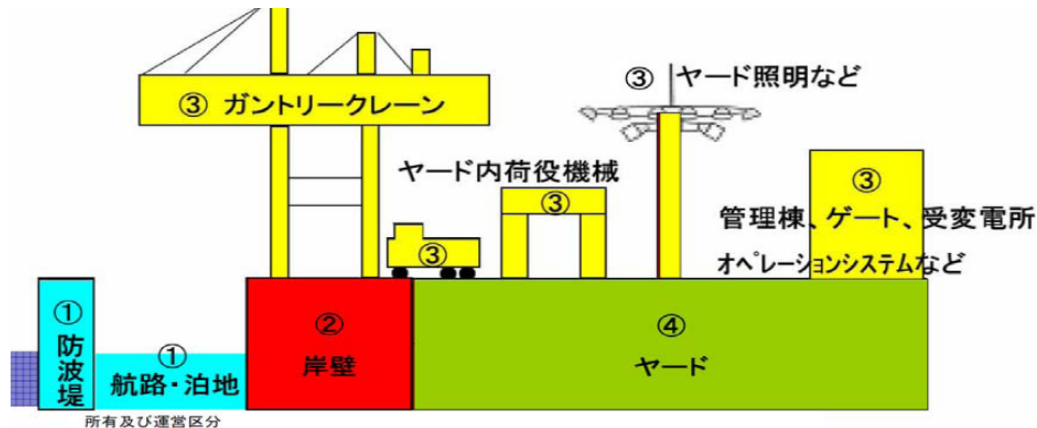 ③ ガントリークレーン
③ ヤード照明など
ヤード内荷役機械
③
③
③
管理棟、ゲート、受変電所
オペレーションシステムなど
①
防波堤
①
航路・泊地
②
岸壁
④
ヤード
所有及び運営区分